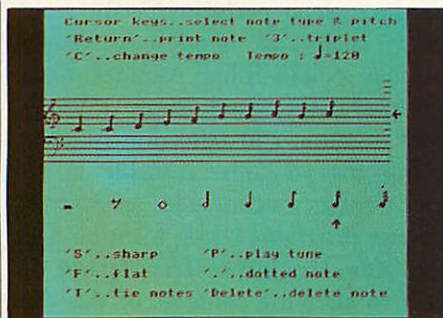 Cursor keys..select note type & pitch
'Return'..print note '3'..triplet
'C'..change tempo Tempo : =120
'S'..sharp 'P'..play tune
'F'..flat '.'..dotted note
'T'..tie notes 'Delete'..delete note